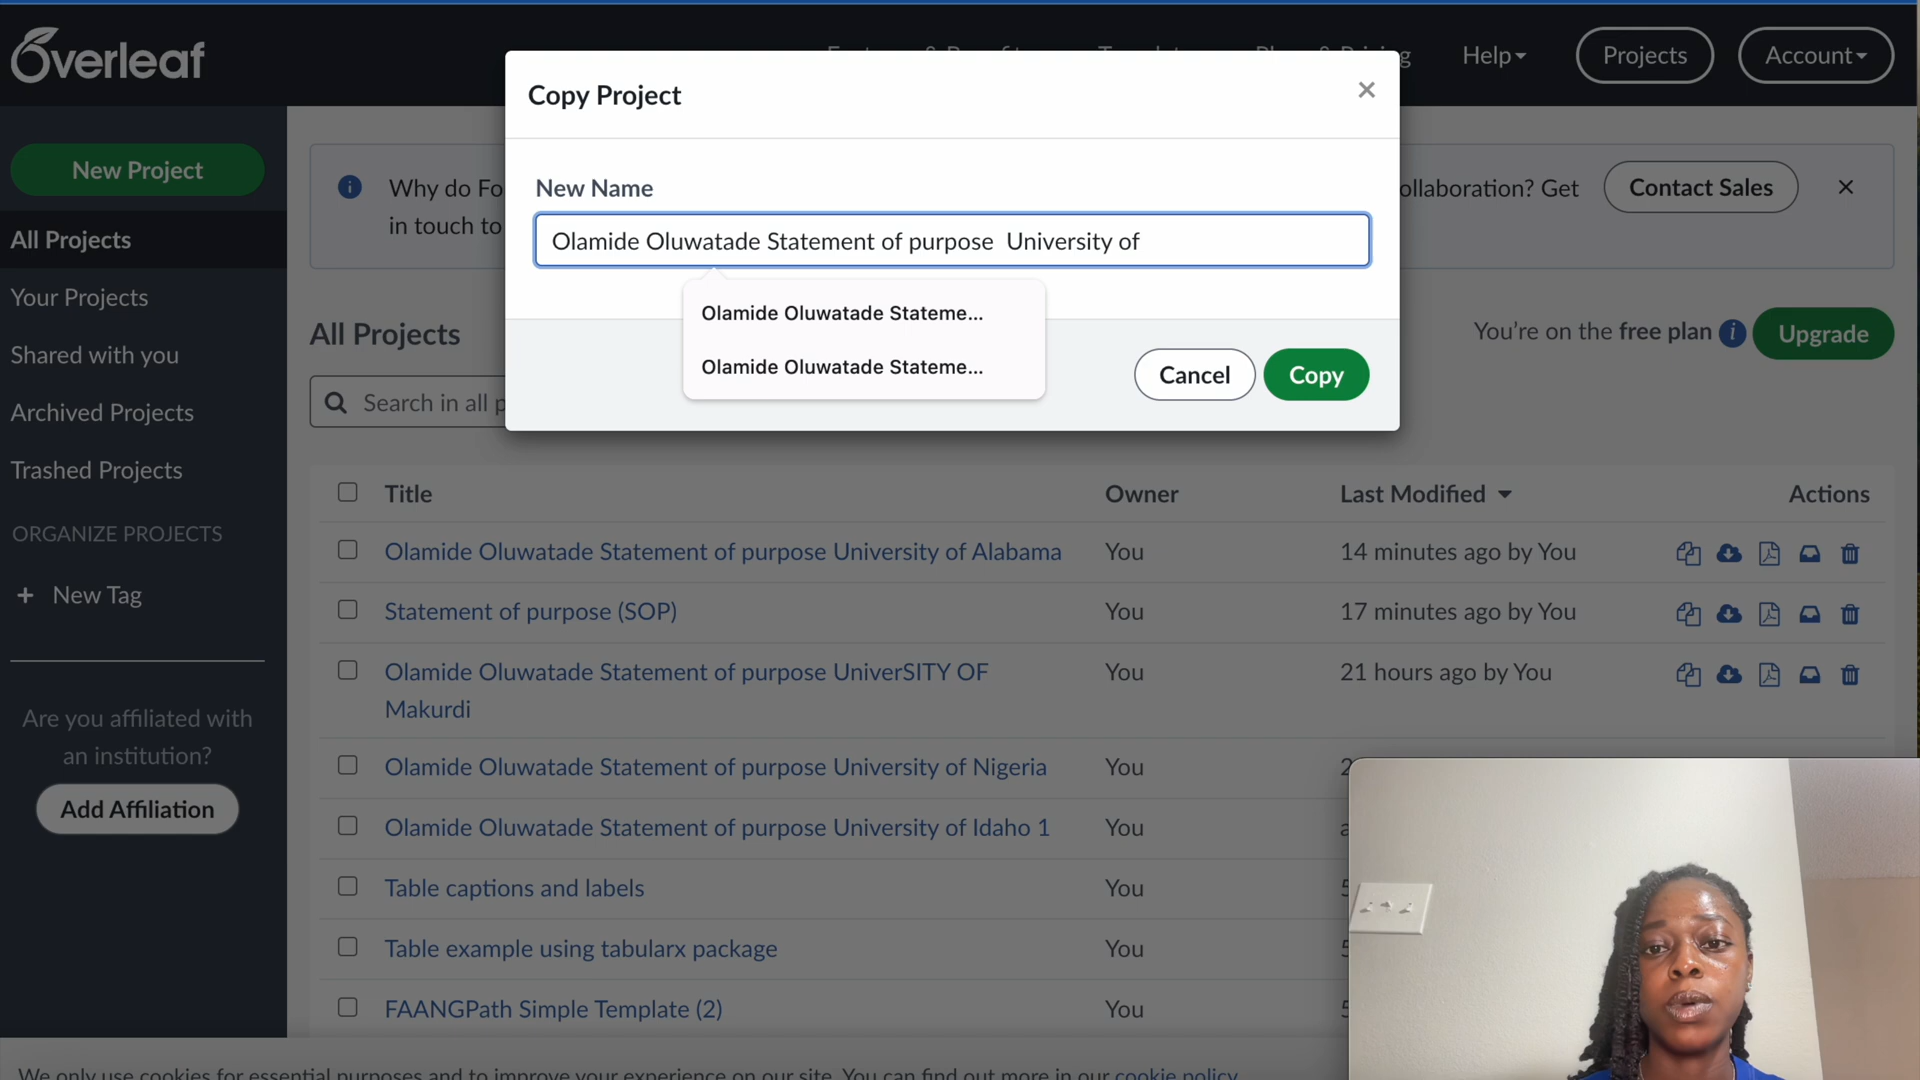 Overleaf
Help
Projects
Account
Copy Project
×
New Project
New Name
Why do Fo
ollaboration? Get
Contact Sales
in touch to
Olamide Oluwatade Statement of purpose  University of
All Projects
Your Projects
Olamide Oluwatade Stateme...
Olamide Oluwatade Stateme...
All Projects
You're on the free plan
Upgrade
Shared with you
Cancel
Copy
Search in all p
Archived Projects
Trashed Projects
Title
Owner
Last Modified
Actions
ORGANIZE PROJECTS
Olamide Oluwatade Statement of purpose University of Alabama
You
14 minutes ago by You
+ New Tag
Statement of purpose (SOP)
You
17 minutes ago by You
Olamide Oluwatade Statement of purpose UniverSITY OF
Makurdi
You
21 hours ago by You
Are you affiliated with
an institution?
Add Affiliation
Olamide Oluwatade Statement of purpose University of Nigeria
You
2
Olamide Oluwatade Statement of purpose University of Idaho 1
You
a
Table captions and labels
You
5
Table example using tabularx package
You
5
FAANGPath Simple Template (2)
You
5
We only use cookies for essential purposes and to improve your experience on our site. You can find out more in our cookie policy